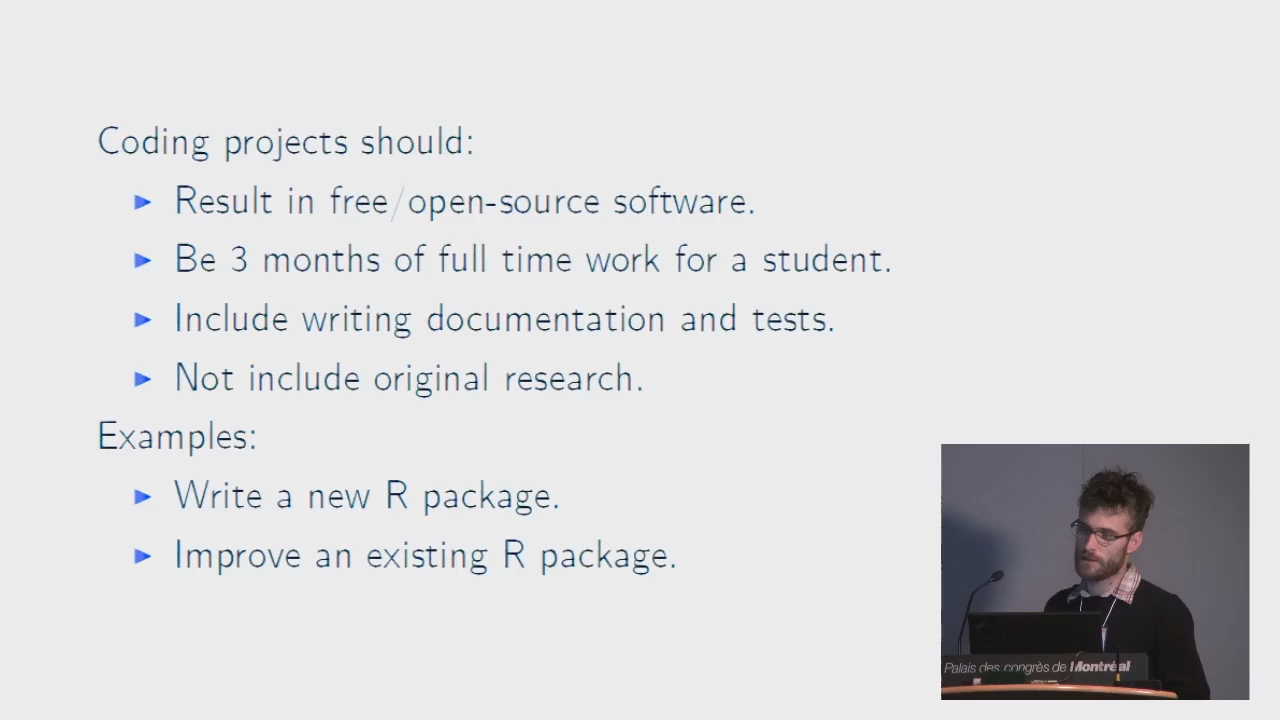 Coding projects should:
Result in free/open-source software.
Be 3 months of full time work for a student.
Include writing documentation and tests.
Not include original research.
Examples:
Write a new R package.
Improve an existing R package.
Palais des congrès de Montréal